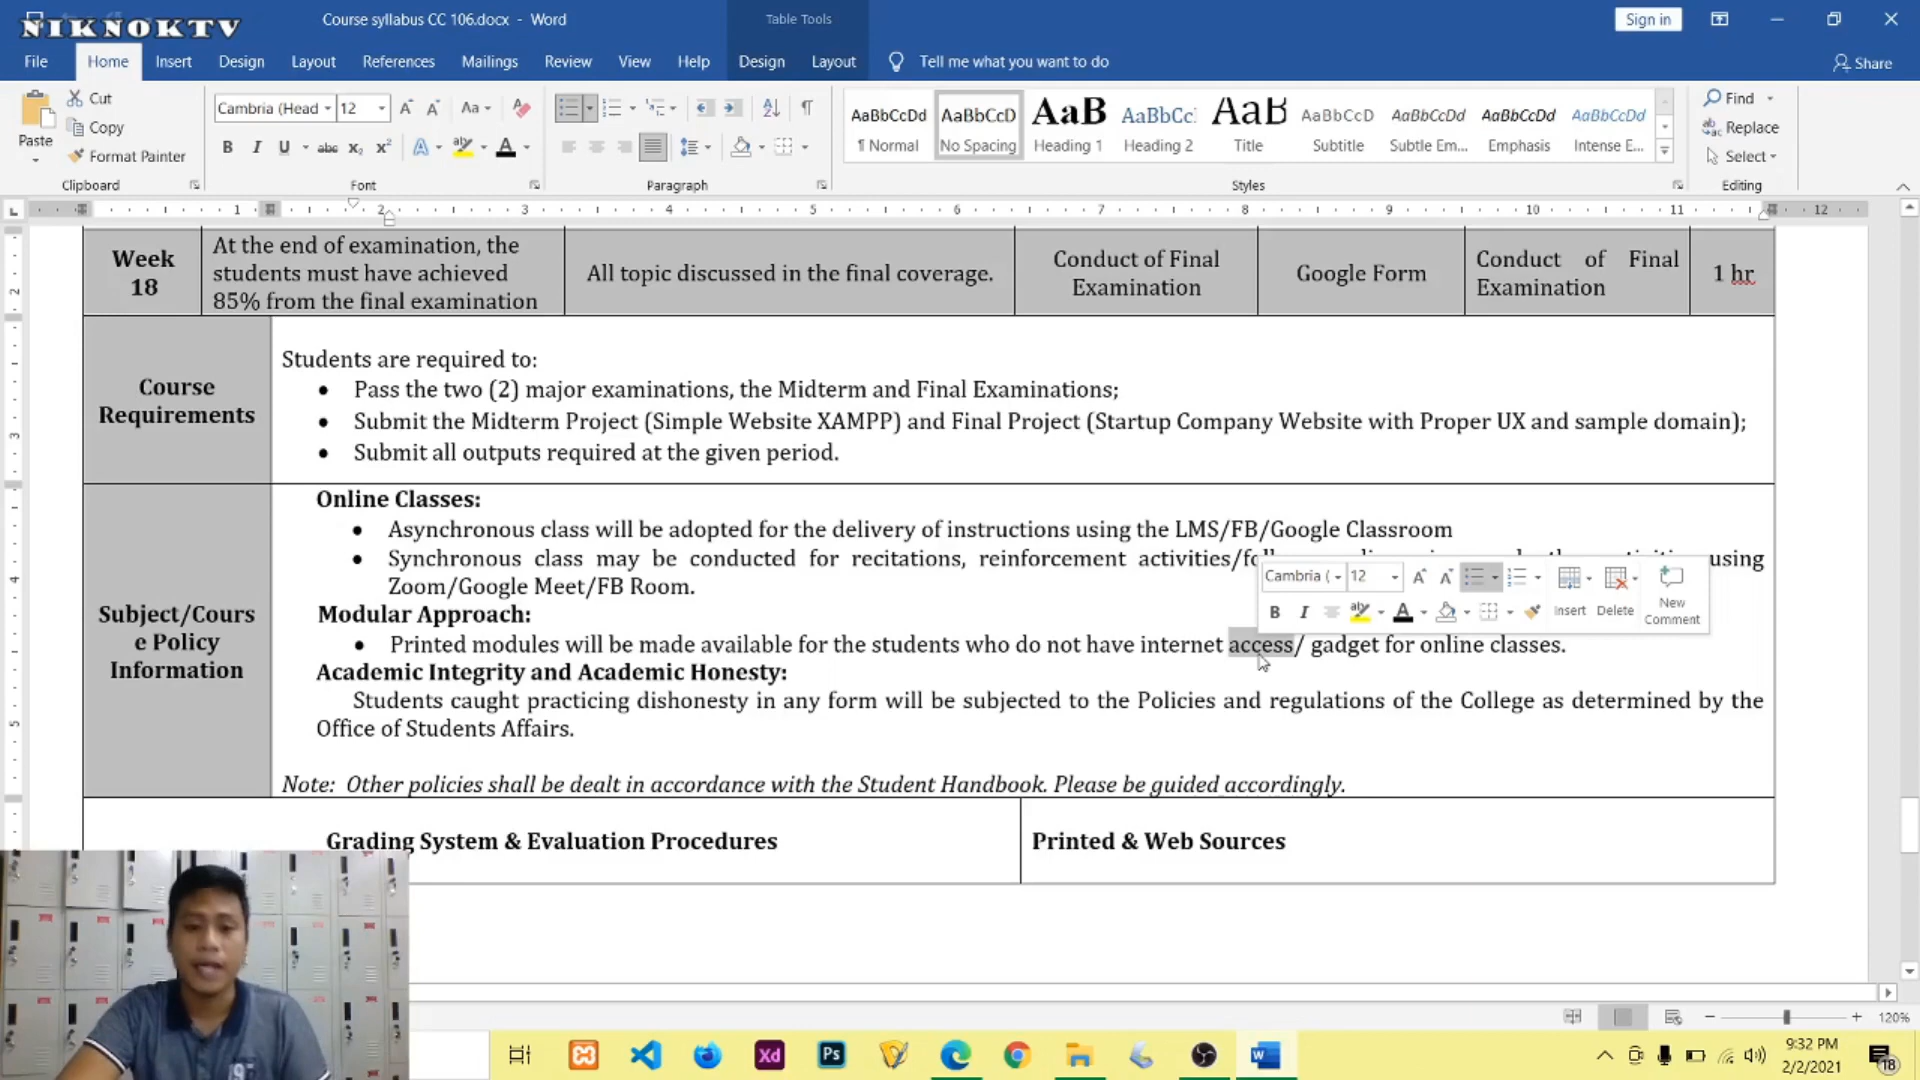 NIKNOKTV
Course syllabus CC 106.docx - Word
Table Tools
Sign in
File
Home
Insert
Design
Layout
References
Mailings
Review
View
Help
Design
Layout
Tell me what you want to do
Share
Paste
Cut
Copy
Format Painter
Clipboard
Cambria (Head
12
Font
Paragraph
AaBbCcDd
¶ Normal
AaBbCcD
No Spacing
AaB
Heading 1
AaBbCc
Heading 2
AaB
Title
AaBbCcD
Subtitle
AaBbCcDd
Subtle Em...
AaBbCcDd
Emphasis
AaBbCcDd
Intense E...
Styles
Find
Replace
Select
Editing
1 2 3 4 5 6 7 8 9 10 11 12
Week
18
At the end of examination, the
students must have achieved
85% from the final examination
All topic discussed in the final coverage.
Conduct of Final
Examination
Google Form
Conduct of Final
Examination
1 hr
Course
Requirements
Students are required to:
• Pass the two (2) major examinations, the Midterm and Final Examinations;
• Submit the Midterm Project (Simple Website XAMPP) and Final Project (Startup Company Website with Proper UX and sample domain);
• Submit all outputs required at the given period.
Subject/Cours
e Policy
Information
Online Classes:
• Asynchronous class will be adopted for the delivery of instructions using the LMS/FB/Google Classroom
• Synchronous class may be conducted for recitations, reinforcement using
Zoom/Google Meet/FB Room.
Modular Approach:
• Printed modules will be made available for the students who do not have internet access/ gadget for online classes.
Academic Integrity and Academic Honesty:
Students caught practicing dishonesty in any form will be subjected to the Policies and regulations of the College as determined by the
Office of Students Affairs.
Note: Other policies shall be dealt in accordance with the Student Handbook. Please be guided accordingly.
Cambria (
12
Insert
Delete
New
Comment
Grading System & Evaluation Procedures
Printed & Web Sources
120%
9:32 PM
2/2/2021
18